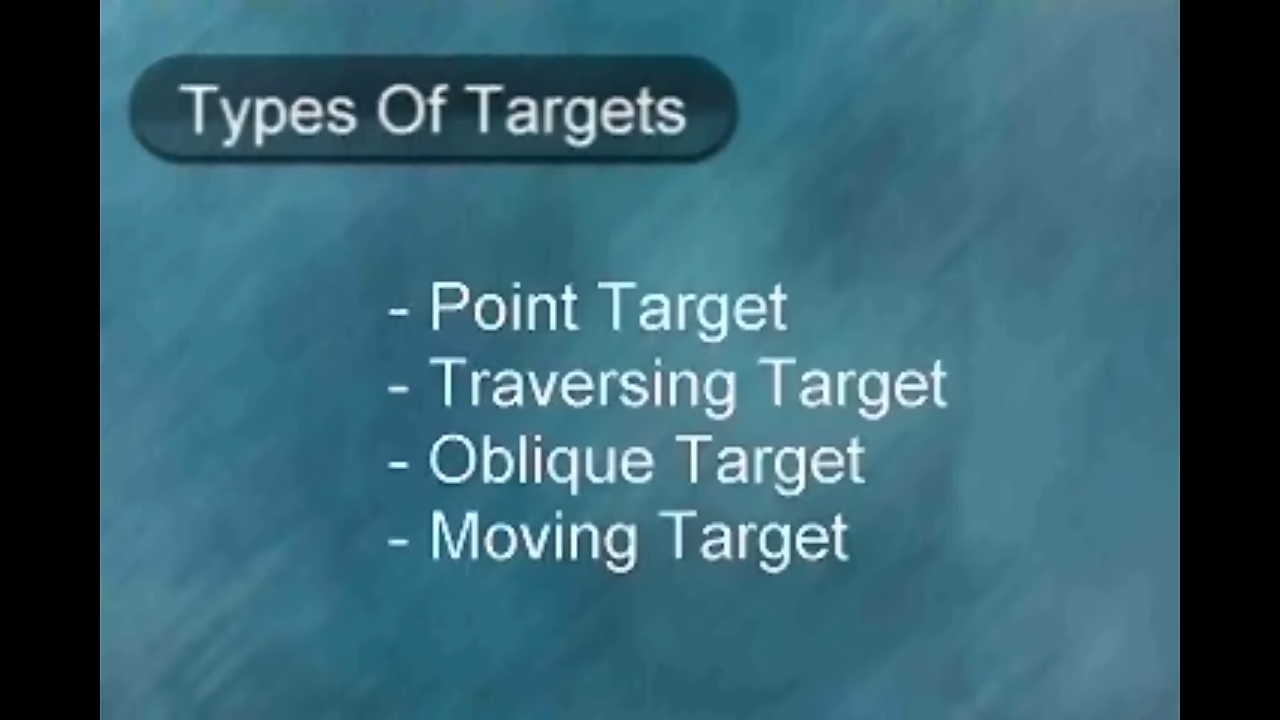 Types Of Targets
- Point Target
- Traversing Target
- Oblique Target
- Moving Target